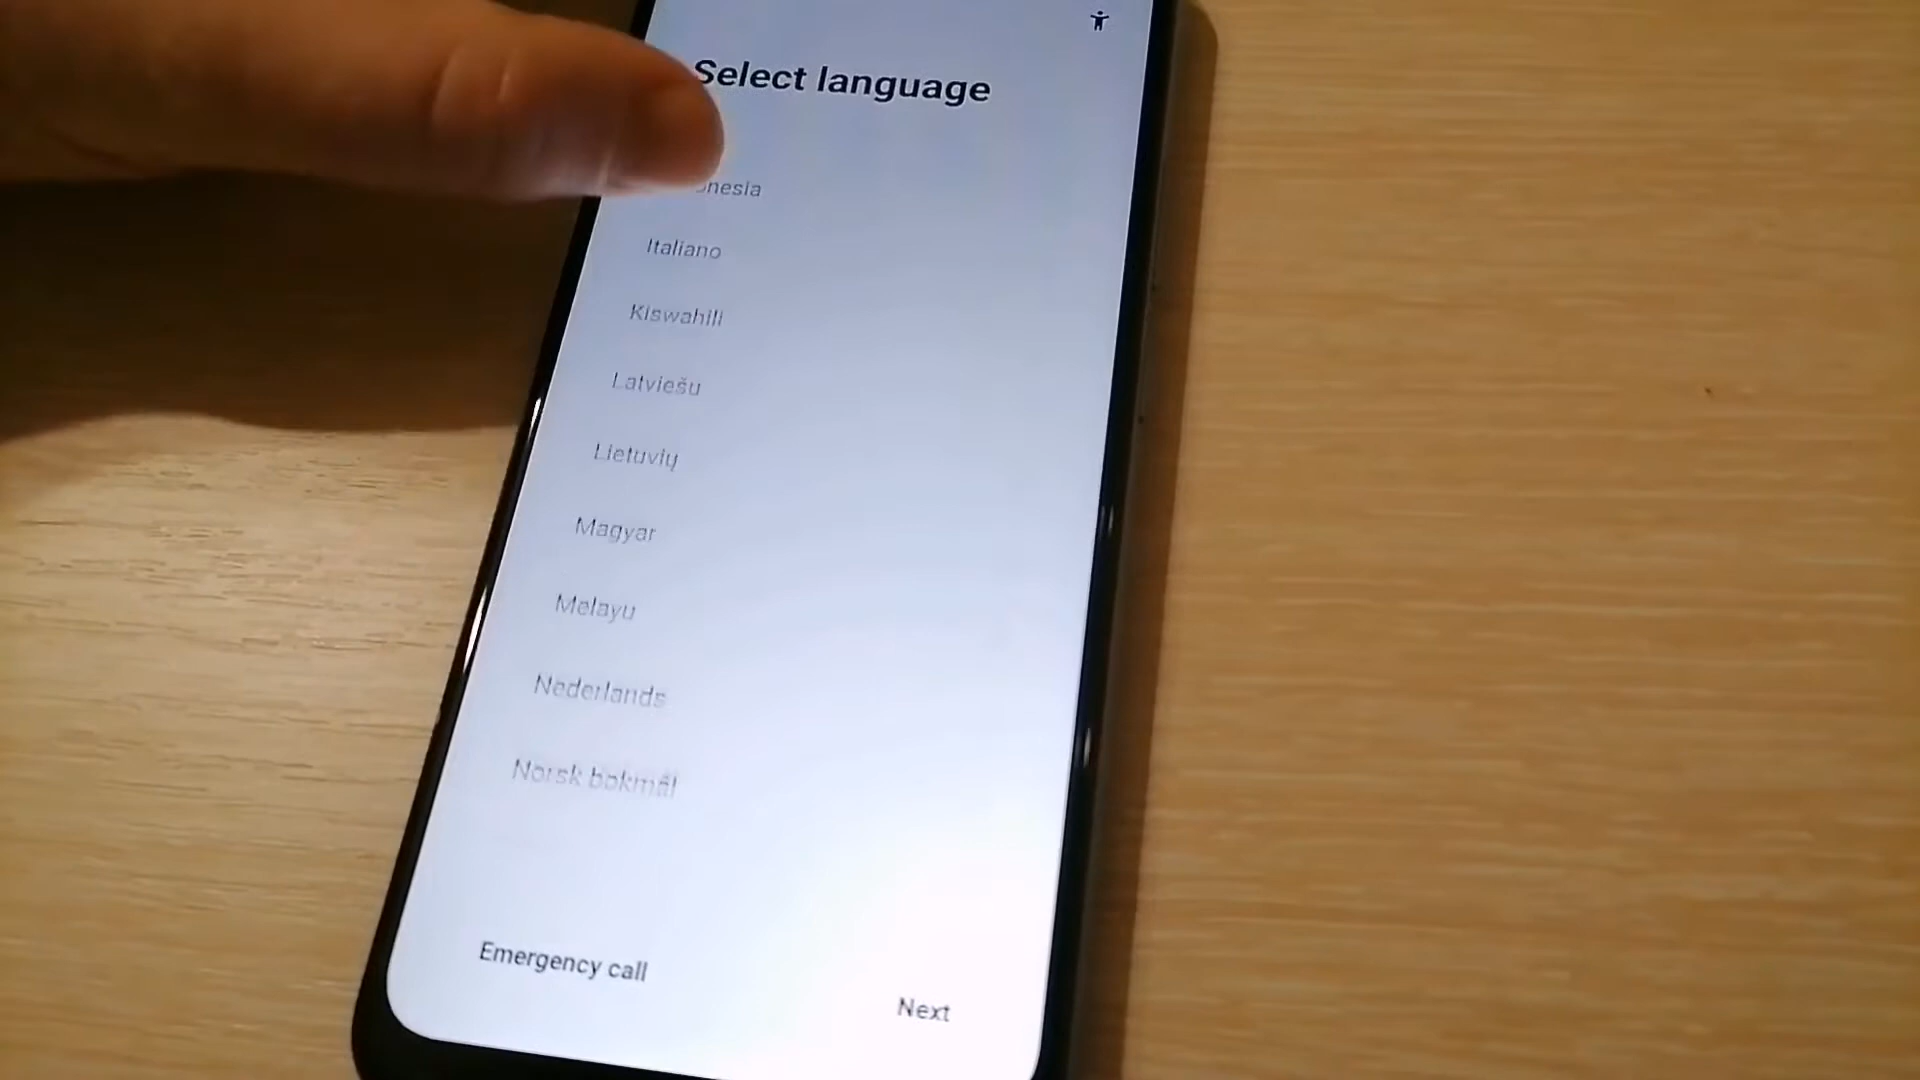 Select language
Italiano
Kiswahili
Latviešu
Lietuvių
Magyar
Melayu
Nederlands
Norsk bokmål
Emergency call
Next